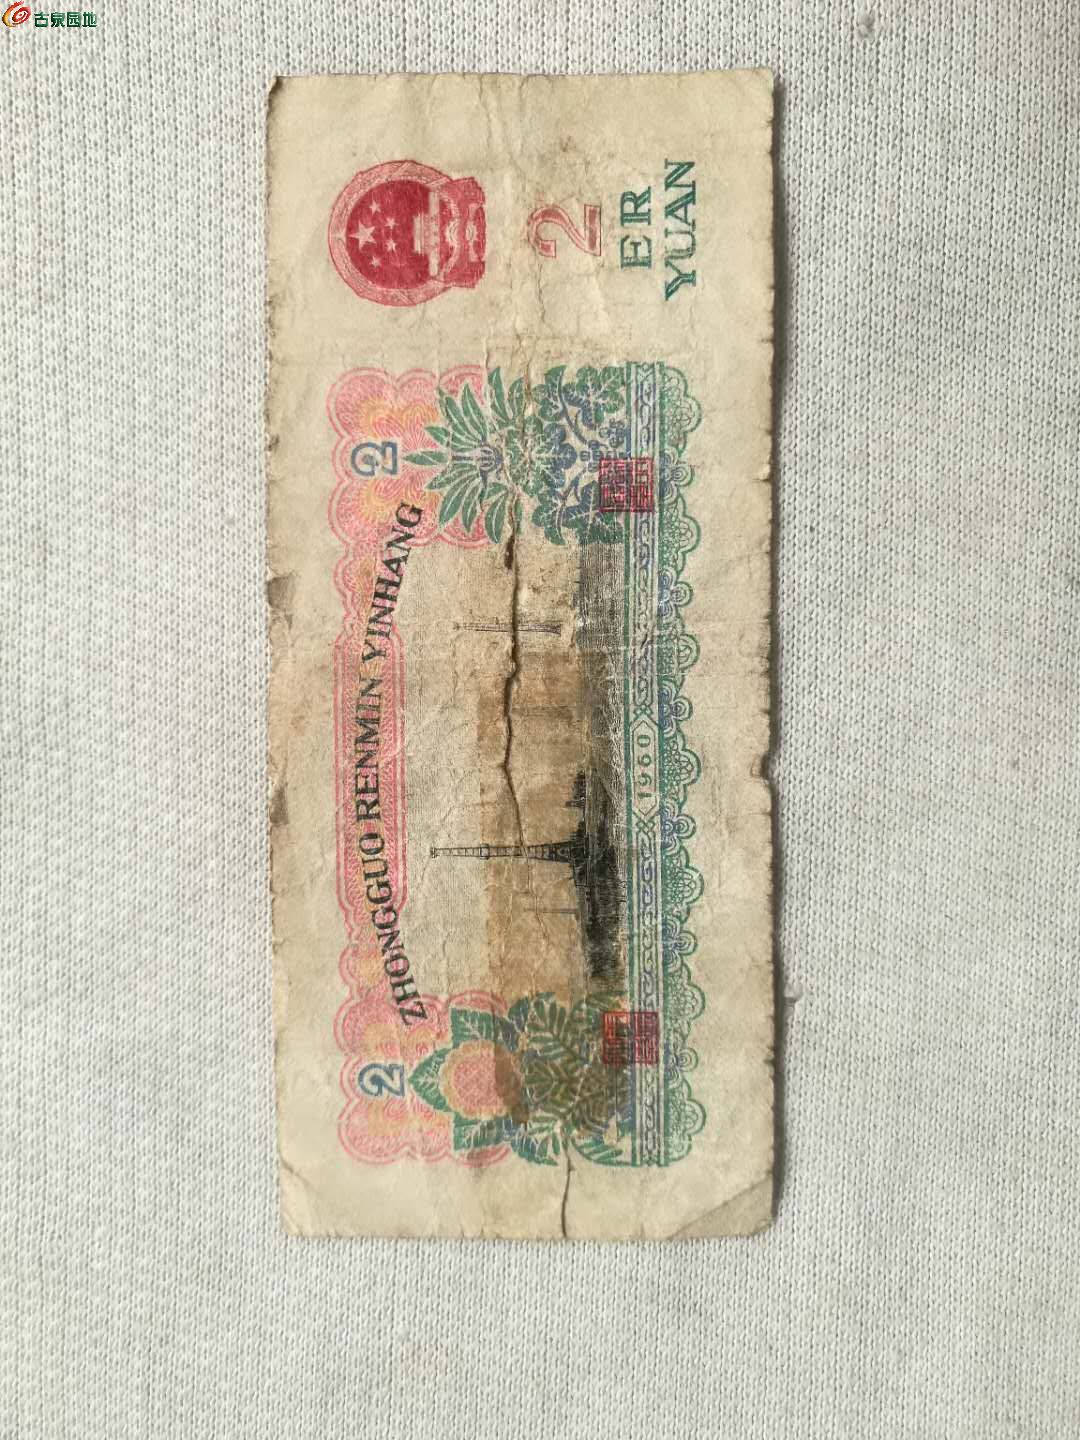 古泉园地
ZHONGGUO RENMIN YINHANG
2
2
2
ER
YUAN
1960